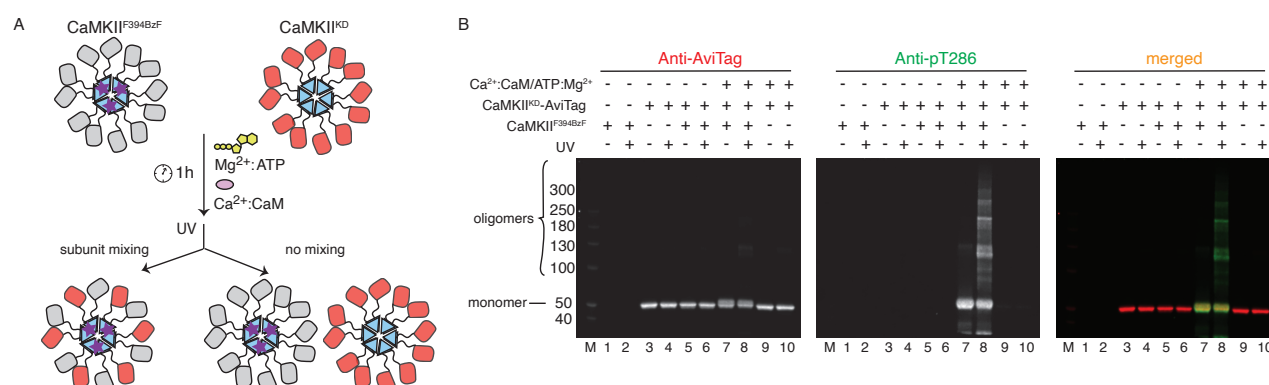 A
CaMKII^F394BzF
CaMKII^KD
1h
Mg²⁺:ATP
Ca²⁺:CaM
UV
subunit mixing
no mixing
B
Anti-AviTag
Anti-pT286
merged
Ca²⁺:CaM/ATP:Mg²⁺ - - - - - - + + + + - - - - - - + + + + - - - - - - + + + +
CaMKII^KD-AviTag - - + + + + + + + + - - + + + + + + + + - - + + + + + + + +
CaMKII^F394BzF + + - - + + + + - - + + - - + + + + - - + + - - + + + + - -
UV - + - + - + - + - + - + - + - + - + - + - + - + - + - + - +
oligomers
300
250
180
130
100
monomer
50
40
M 1 2 3 4 5 6 7 8 9 10 M 1 2 3 4 5 6 7 8 9 10 M 1 2 3 4 5 6 7 8 9 10